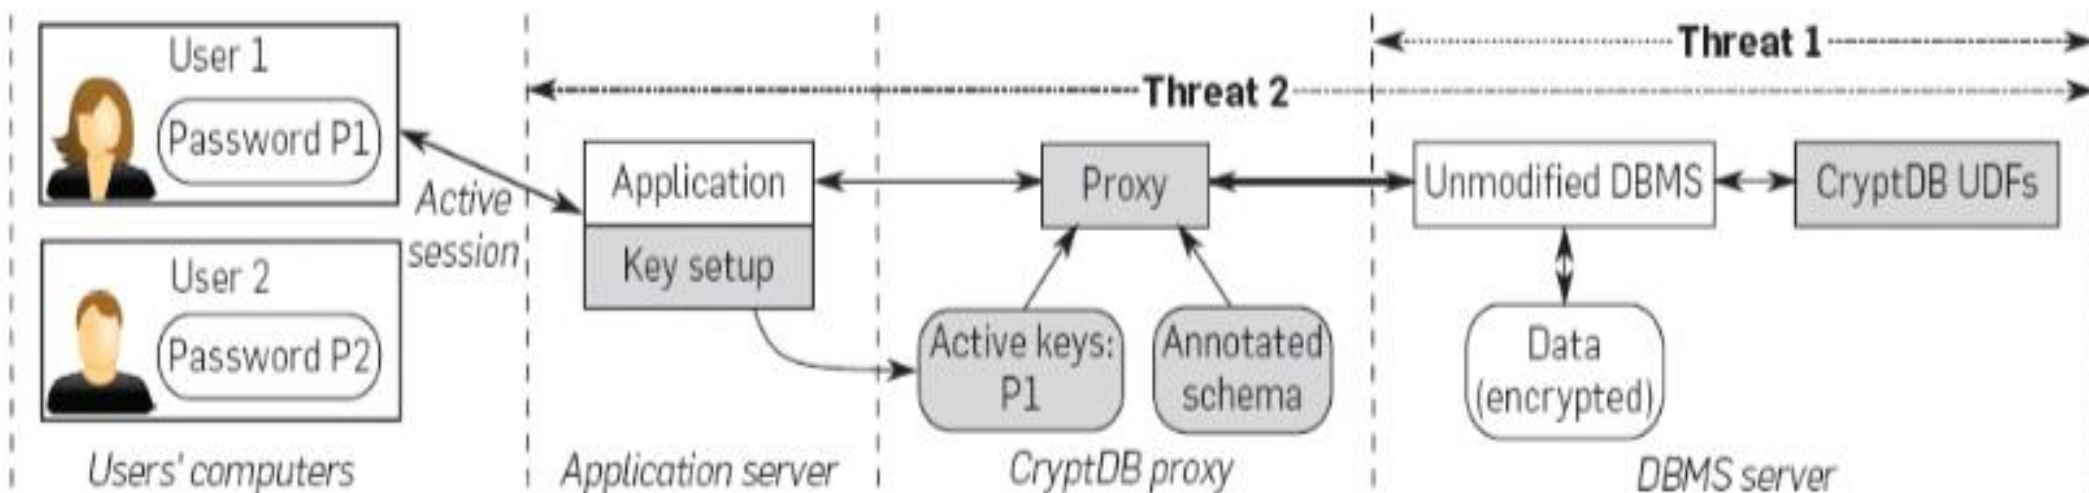 User 1
Password P1
User 2
Password P2
Users' computers
Active
session
Application
Key setup
Application server
Threat 2
Proxy
Active keys:
P1
Annotated
schema
CryptDB proxy
Threat 1
Unmodified DBMS
CryptDB UDFs
Data
(encrypted)
DBMS server